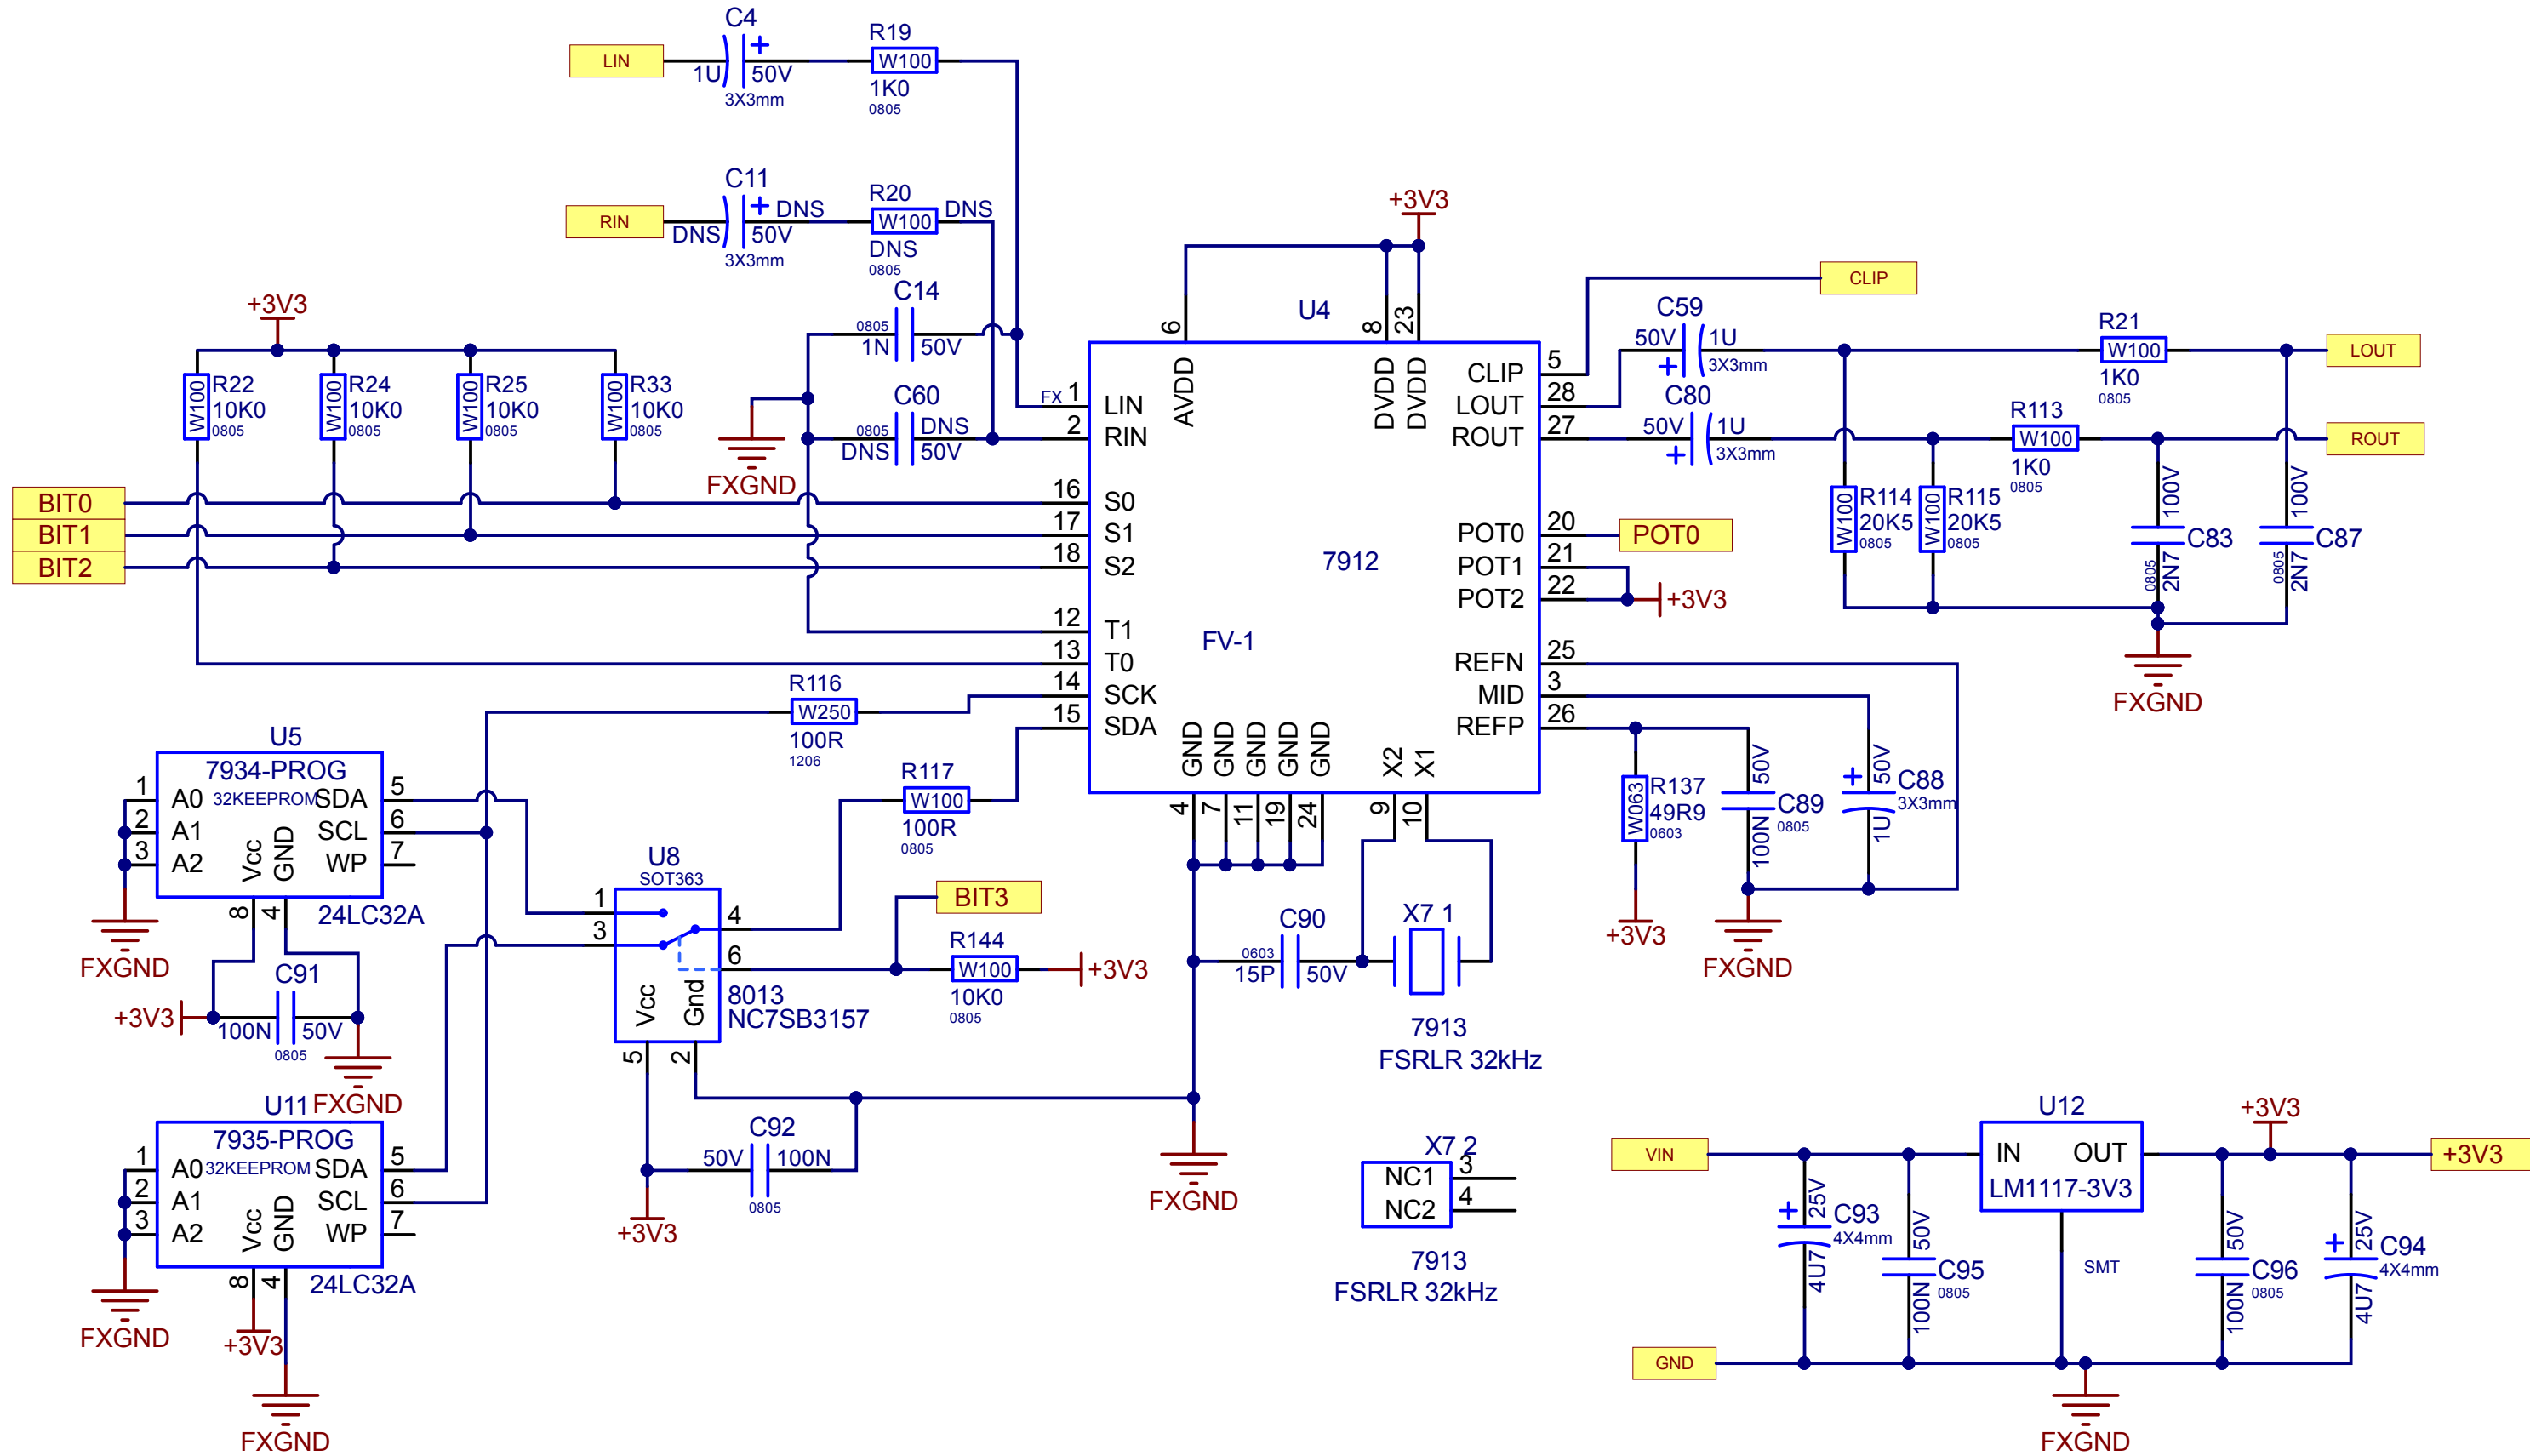 C4
LIN
1U
50V
3X3mm
R19
W100
1K0
0805
C11
RIN
DNS
DNS
50V
3X3mm
R20
W100
DNS
DNS
0805
C14
0805
1N
50V
C60
0805
DNS
DNS
50V
FXGND
+3V3
W100
R22
10K0
0805
W100
R24
10K0
0805
W100
R25
10K0
0805
W100
R33
10K0
0805
BIT0
BIT1
BIT2
+3V3
U4
7912
FV-1
6
AVDD
8
DVDD
23
DVDD
FX
1
LIN
2
RIN
16
S0
17
S1
18
S2
12
T1
13
T0
14
SCK
15
SDA
CLIP
5
LOUT
28
ROUT
27
POT0
20
POT1
21
POT2
22
REFN
25
MID
3
REFP
26
GND
GND
GND
GND
GND
4
7
11
19
24
X2
X1
9
10
CLIP
C59
50V
1U
3X3mm
C80
50V
1U
3X3mm
R21
W100
1K0
0805
LOUT
R113
W100
1K0
0805
ROUT
W100
R114
20K5
0805
W100
R115
20K5
0805
100V
C83
0805
2N7
100V
C87
0805
2N7
FXGND
POT0
+3V3
R116
W250
100R
1206
R117
W100
100R
0805
U5
7934-PROG
32KEEPROM
1
A0
2
A1
3
A2
SDA
5
SCL
6
WP
7
Vcc
GND
8
4
24LC32A
FXGND
C91
+3V3
100N
50V
0805
FXGND
U8
SOT363
1
3
4
6
Vcc
Gnd
5
2
8013
NC7SB3157
BIT3
R144
W100
10K0
0805
+3V3
W063
R137
49R9
0603
+3V3
50V
C89
0805
100N
50V
C88
3X3mm
1U
FXGND
C90
0603
15P
50V
X7 1
7913
FSRLR 32kHz
U11
7935-PROG
32KEEPROM
1
A0
2
A1
3
A2
SDA
5
SCL
6
WP
7
Vcc
GND
8
4
24LC32A
FXGND
+3V3
FXGND
C92
50V
100N
0805
+3V3
FXGND
X7 2
NC1
3
NC2
4
7913
FSRLR 32kHz
VIN
25V
C93
4X4mm
4U7
50V
C95
0805
100N
U12
IN
OUT
LM1117-3V3
SMT
+3V3
+3V3
50V
C96
0805
100N
25V
C94
4X4mm
4U7
GND
FXGND